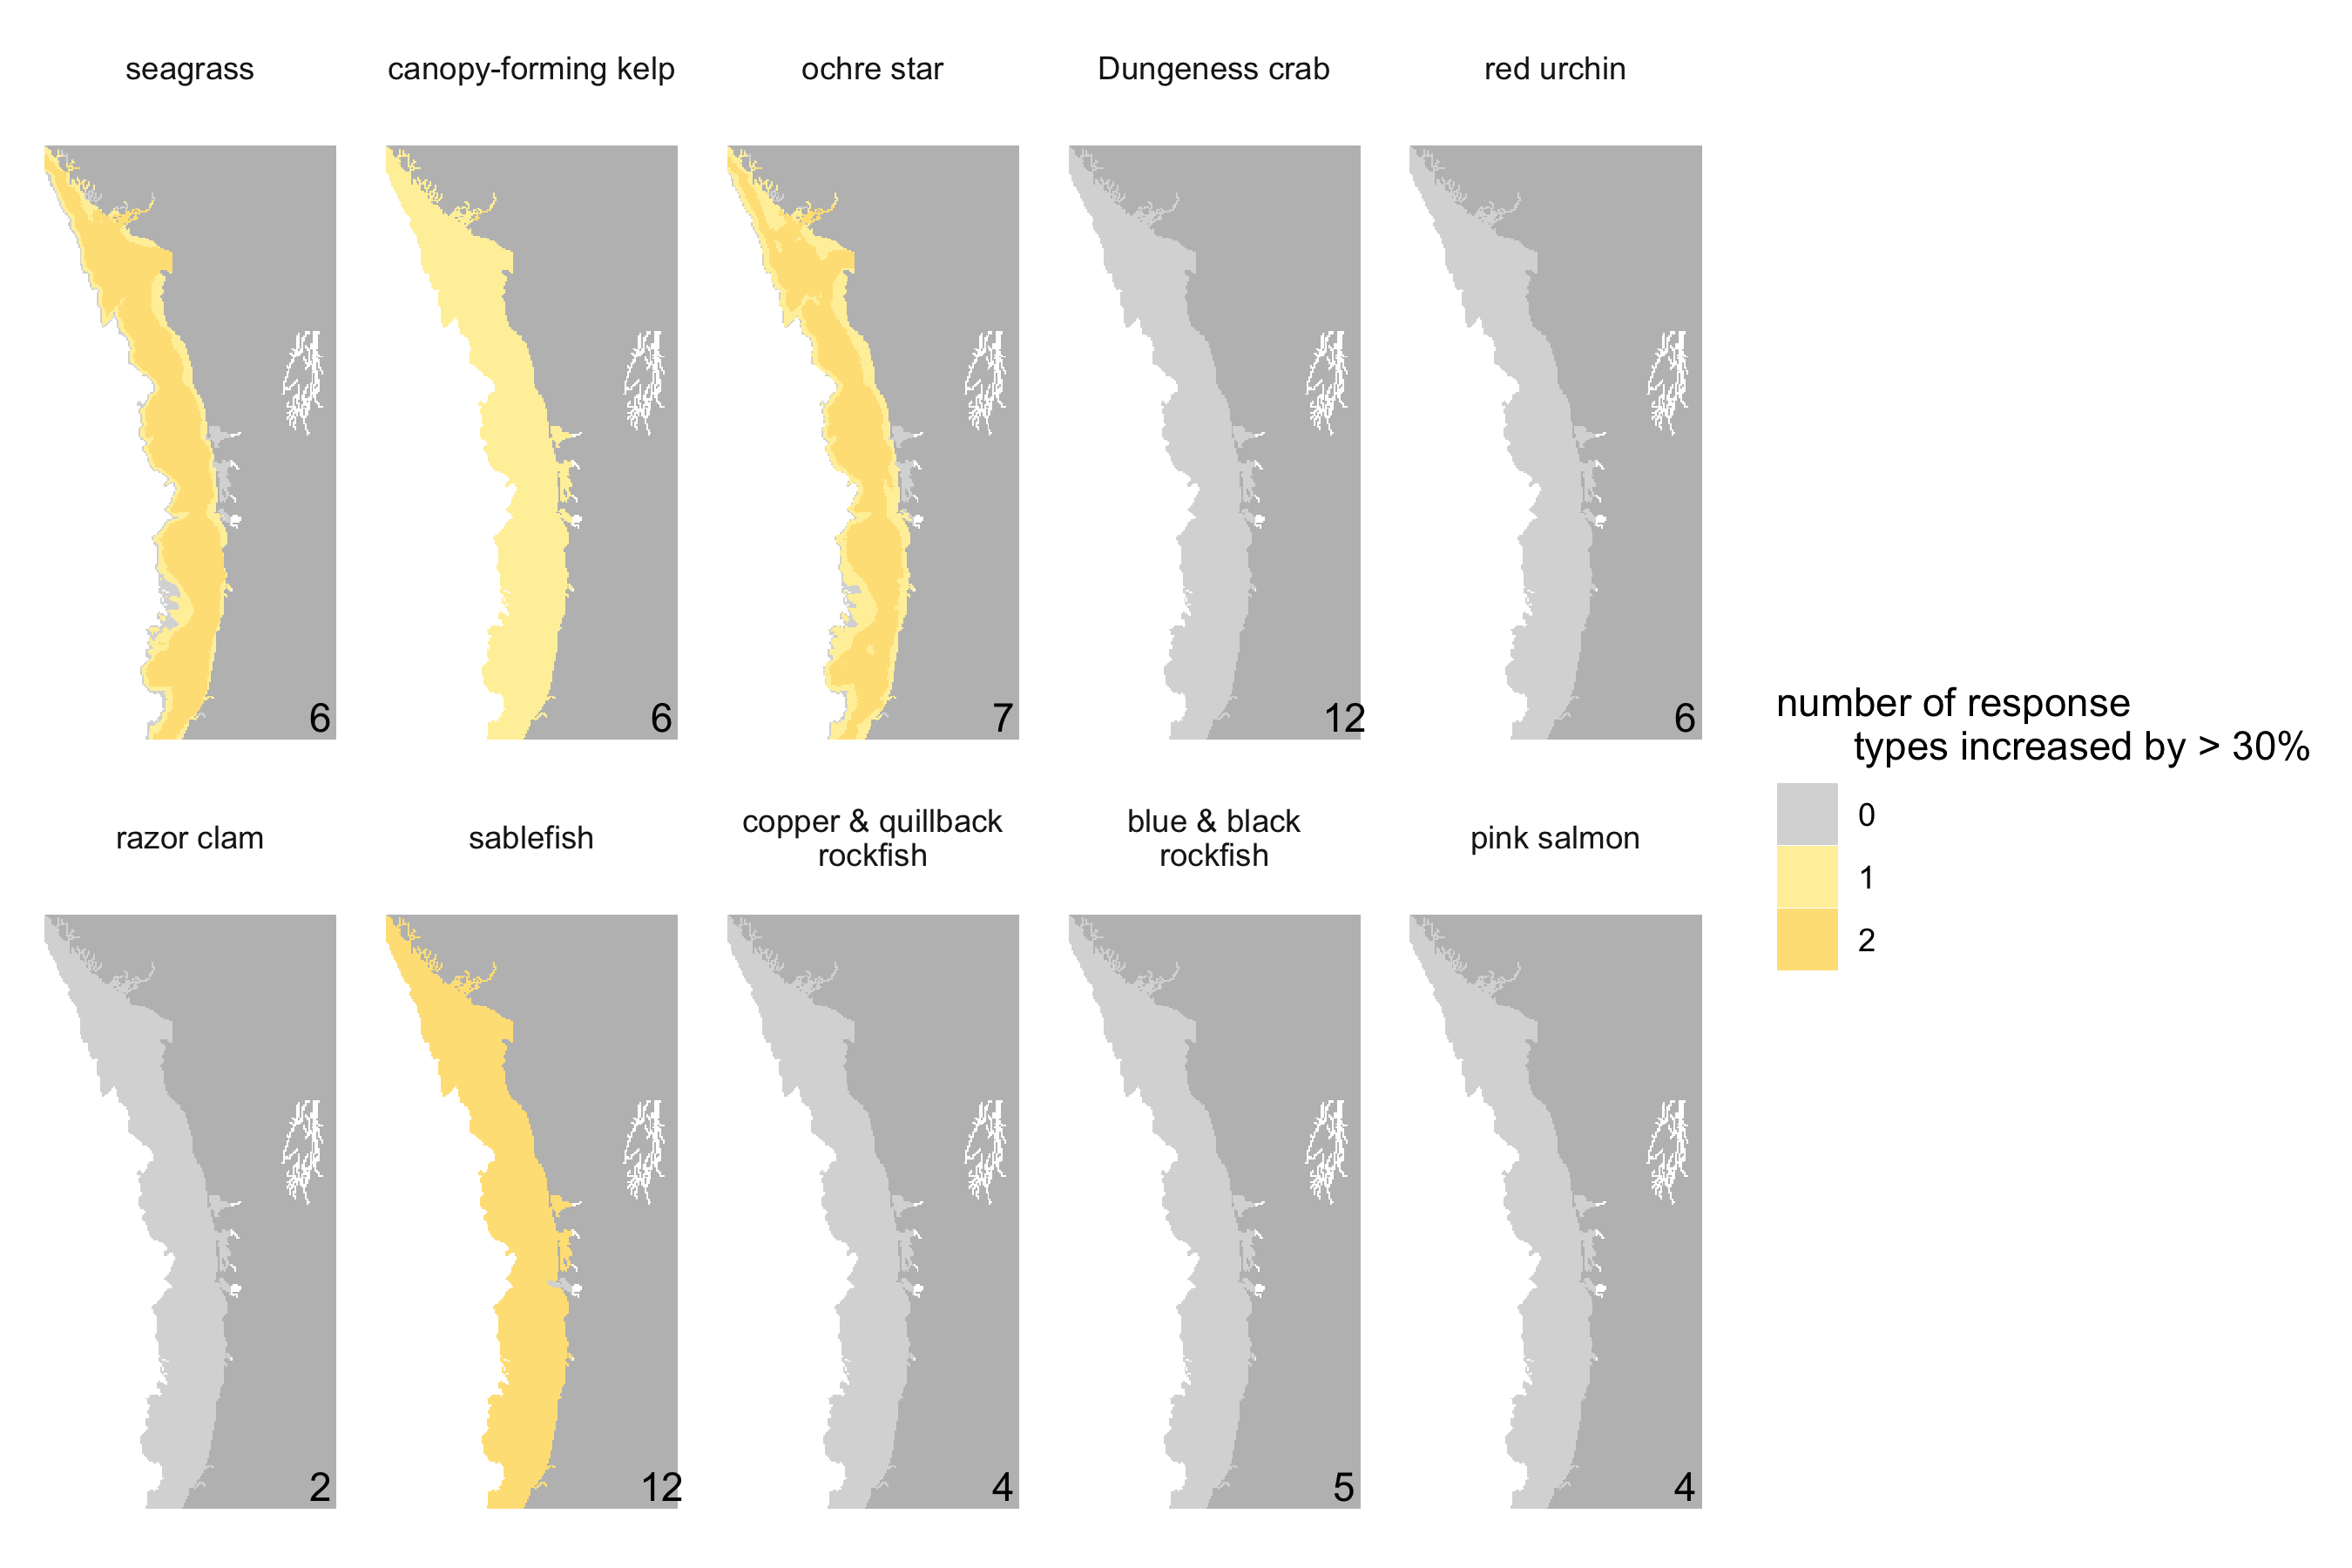 seagrass
canopy-forming kelp
ochre star
Dungeness crab
red urchin
6
6
7
12
6
number of response
types increased by > 30%
0
1
2
razor clam
sablefish
copper & quillback
rockfish
blue & black
rockfish
pink salmon
2
12
4
5
4